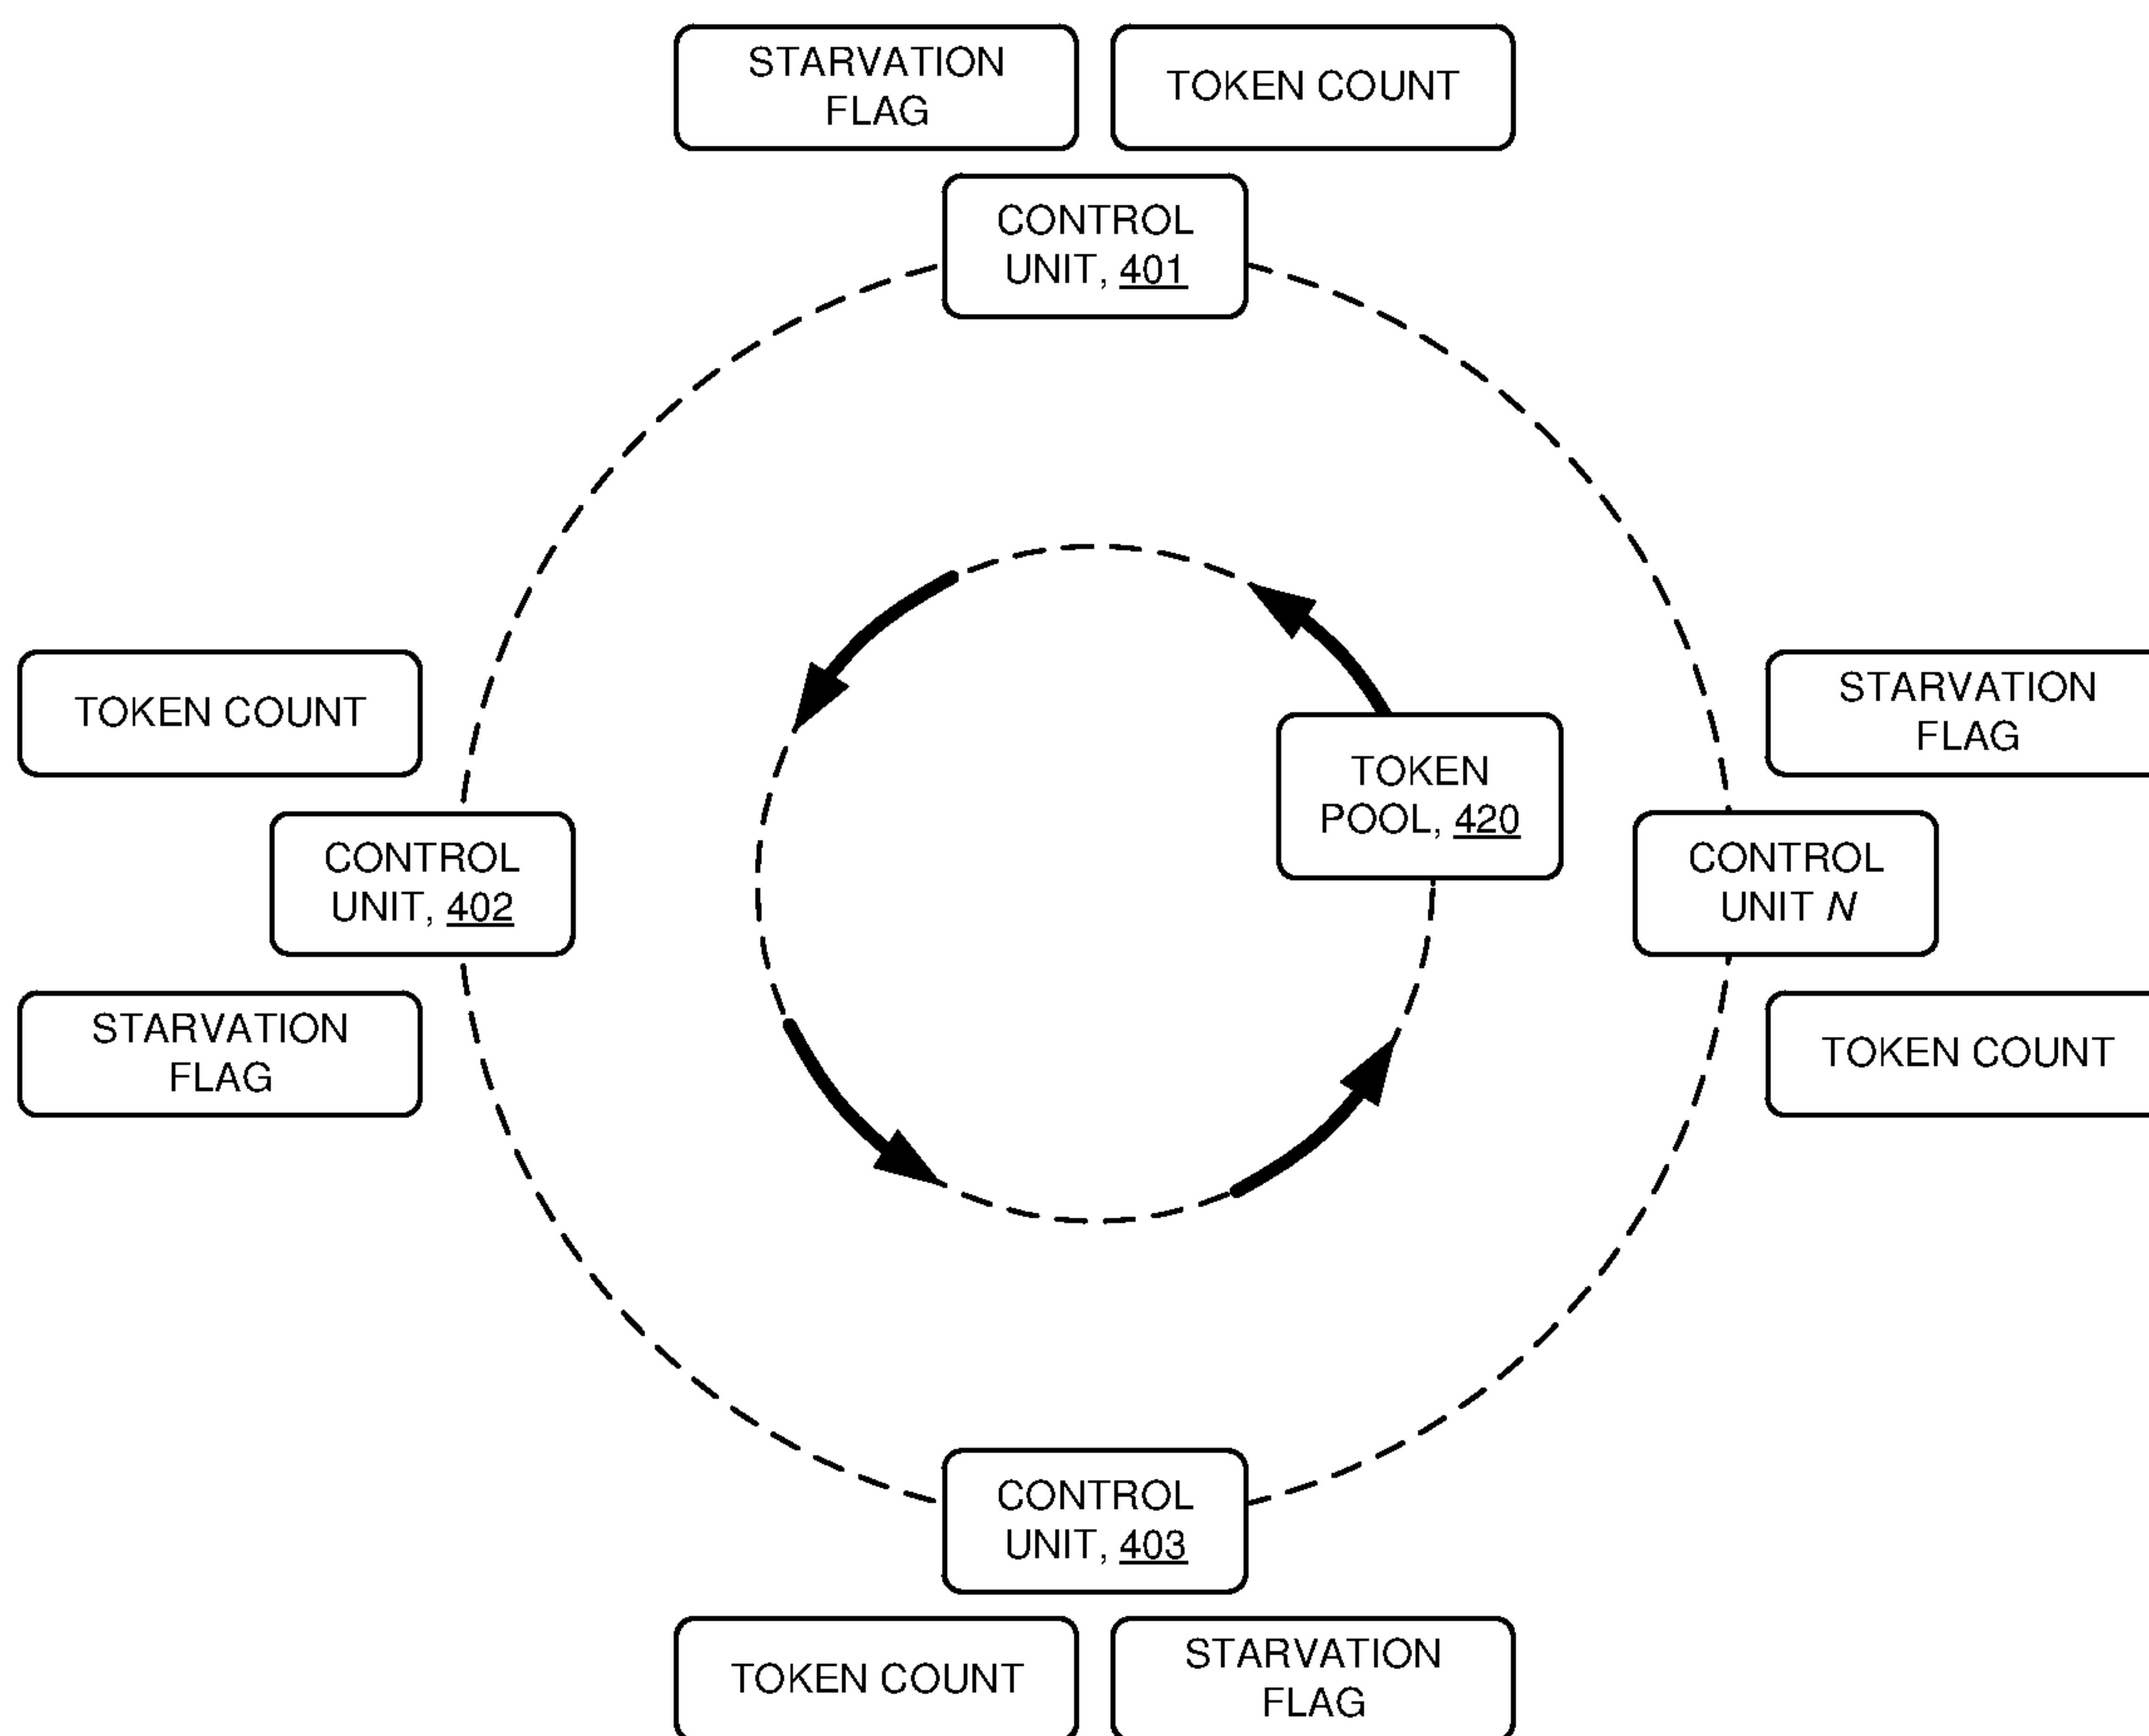 STARVATION
FLAG
TOKEN COUNT
CONTROL
UNIT, 401
TOKEN COUNT
STARVATION
FLAG
TOKEN
POOL, 420
CONTROL
UNIT, 402
CONTROL
UNIT N
STARVATION
FLAG
TOKEN COUNT
CONTROL
UNIT, 403
TOKEN COUNT
STARVATION
FLAG